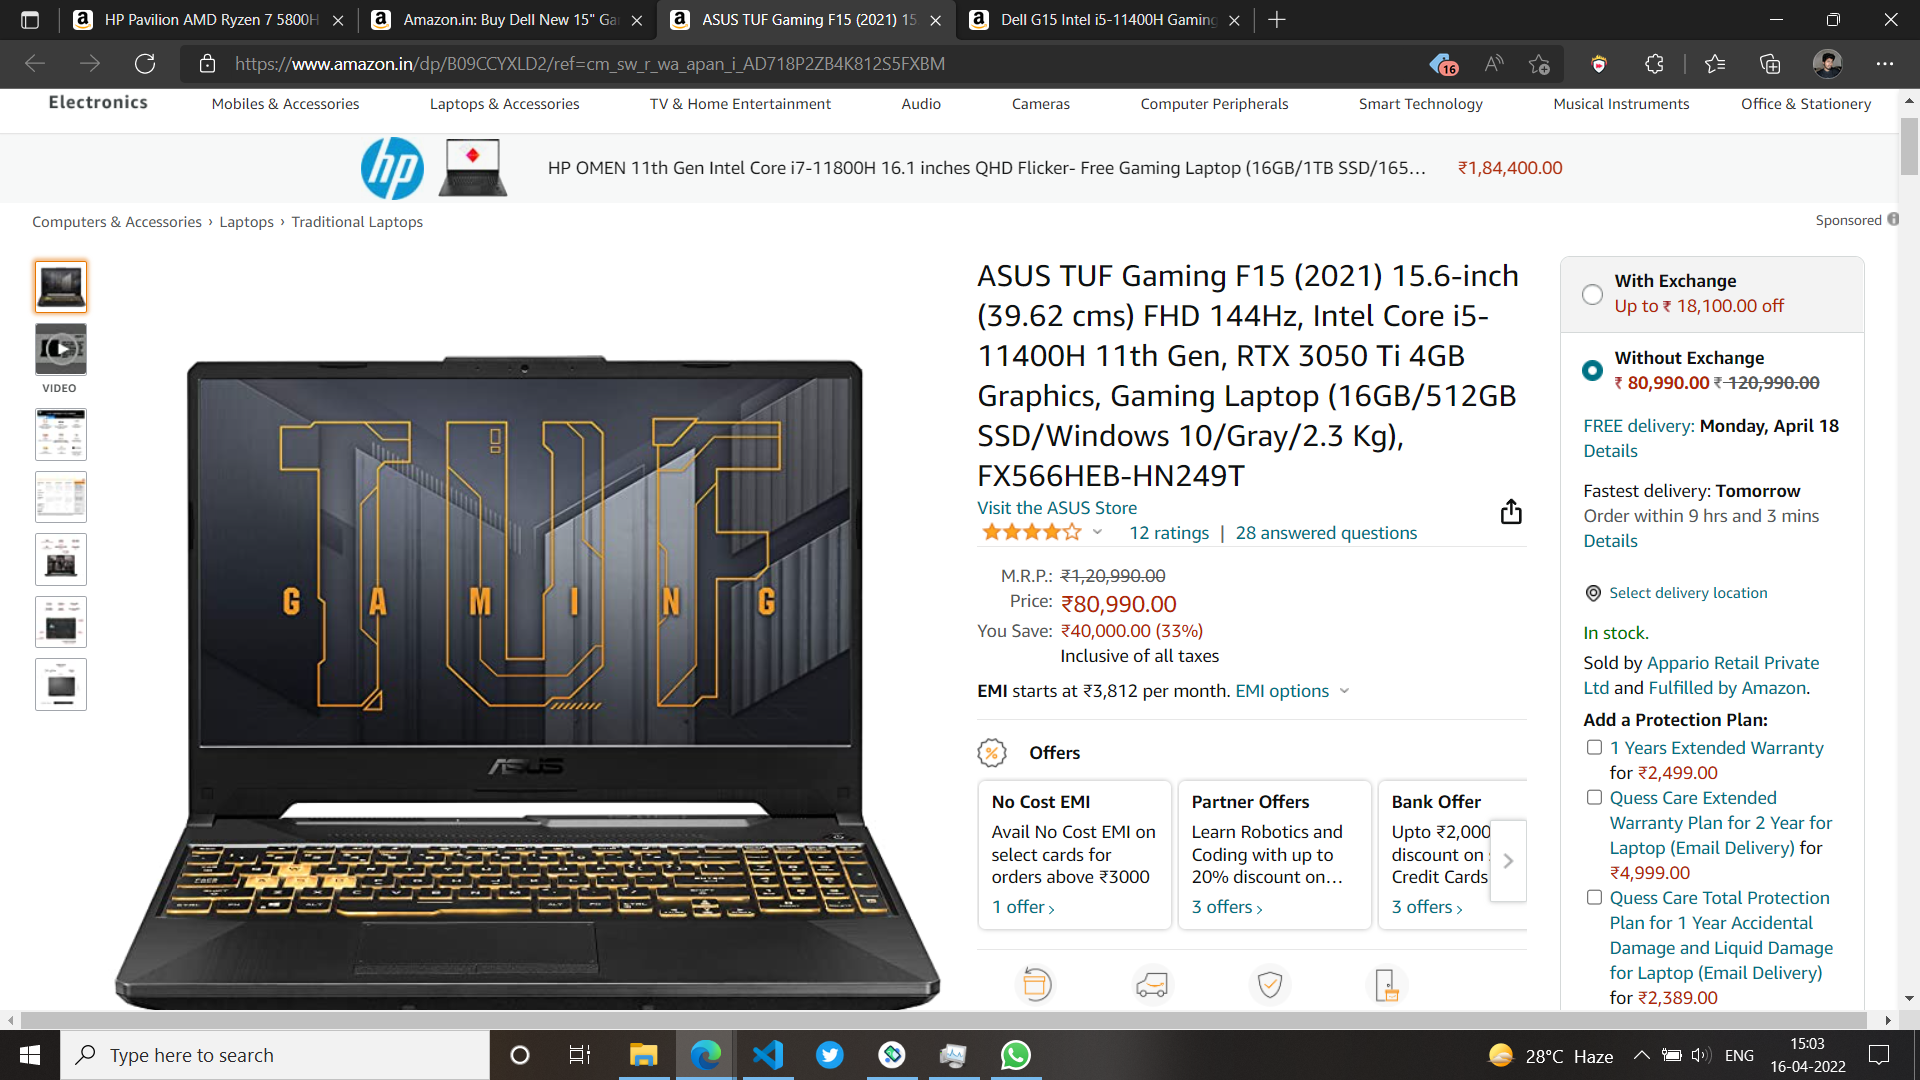 HP Pavilion AMD Ryzen 7 5800H
Amazon.in: Buy Dell New 15" Ga
ASUS TUF Gaming F15 (2021) 15.
Dell G15 Intel i5-11400H Gaming
https://www.amazon.in/dp/B09CCYXLD2/ref=cm_sw_r_wa_apan_i_AD718P2ZB4K812S5FXBM
16
Electronics
Mobiles & Accessories
Laptops & Accessories
TV & Home Entertainment
Audio
Cameras
Computer Peripherals
Smart Technology
Musical Instruments
Office & Stationery
hp
HP OMEN 11th Gen Intel Core i7-11800H 16.1 inches QHD Flicker- Free Gaming Laptop (16GB/1TB SSD/165…
₹1,84,400.00
Computers & Accessories › Laptops › Traditional Laptops
Sponsored
VIDEO
TUF
GAMING
ASUS
ASUS TUF Gaming F15 (2021) 15.6-inch
(39.62 cms) FHD 144Hz, Intel Core i5-
11400H 11th Gen, RTX 3050 Ti 4GB
Graphics, Gaming Laptop (16GB/512GB
SSD/Windows 10/Gray/2.3 Kg),
FX566HEB-HN249T
Visit the ASUS Store
12 ratings | 28 answered questions
M.R.P.: ₹1,20,990.00
Price: ₹80,990.00
You Save: ₹40,000.00 (33%)
Inclusive of all taxes
EMI starts at ₹3,812 per month. EMI options
Offers
No Cost EMI
Avail No Cost EMI on
select cards for
orders above ₹3000
1 offer ›
Partner Offers
Learn Robotics and
Coding with up to
20% discount on…
3 offers ›
Bank Offer
Upto ₹2,000
discount on
Credit Cards
3 offers ›
With Exchange
Up to ₹ 18,100.00 off
Without Exchange
₹ 80,990.00 ₹ 120,990.00
FREE delivery: Monday, April 18
Details
Fastest delivery: Tomorrow
Order within 9 hrs and 3 mins
Details
Select delivery location
In stock.
Sold by Appario Retail Private
Ltd and Fulfilled by Amazon.
Add a Protection Plan:
1 Years Extended Warranty
for ₹2,499.00
Quess Care Extended
Warranty Plan for 2 Year for
Laptop (Email Delivery) for
₹4,999.00
Quess Care Total Protection
Plan for 1 Year Accidental
Damage and Liquid Damage
for Laptop (Email Delivery)
for ₹2,389.00
Type here to search
28°C Haze
ENG
15:03
16-04-2022